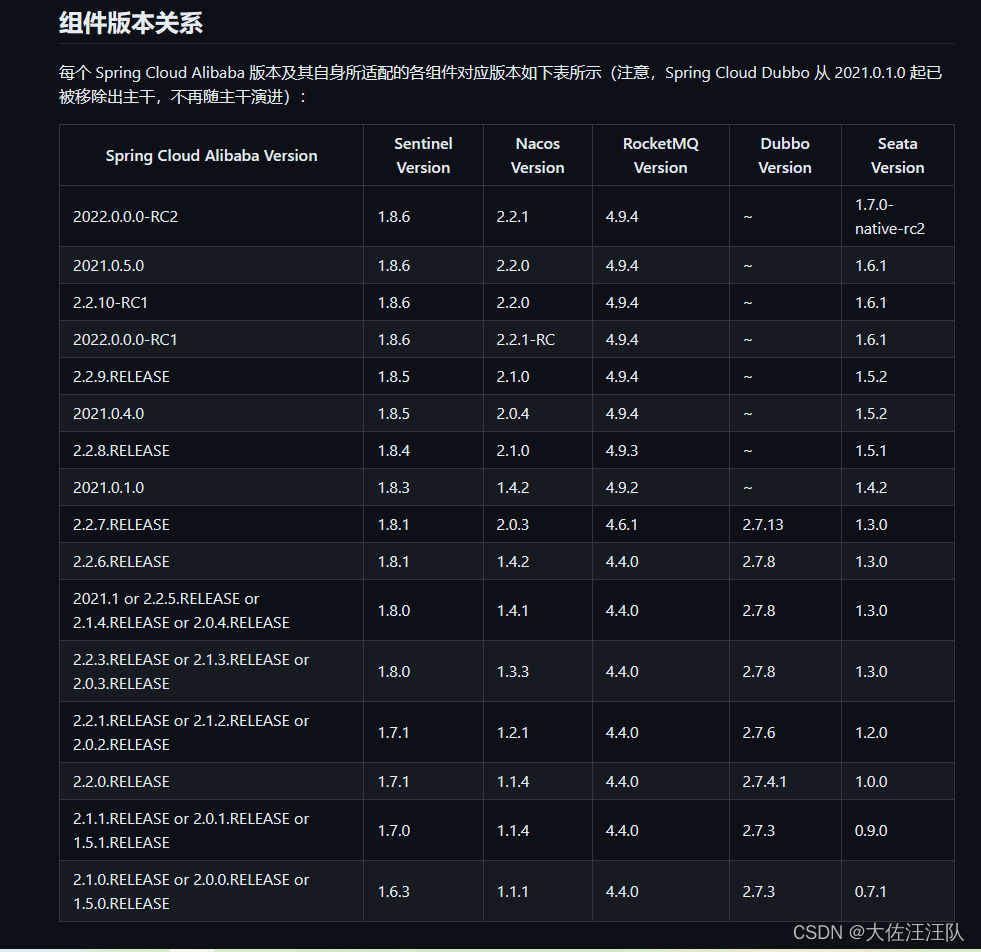 组件版本关系
每个 Spring Cloud Alibaba 版本及其自身所适配的各组件对应版本如下表所示（注意，Spring Cloud Dubbo 从 2021.0.1.0 起已
被移除出主干，不再随主干演进）：
Spring Cloud Alibaba Version Sentinel Version Nacos Version RocketMQ Version Dubbo Version Seata Version
2022.0.0.0-RC2 1.8.6 2.2.1 4.9.4 ~ 1.7.0-native-rc2
2021.0.5.0 1.8.6 2.2.0 4.9.4 ~ 1.6.1
2.2.10-RC1 1.8.6 2.2.0 4.9.4 ~ 1.6.1
2022.0.0.0-RC1 1.8.6 2.2.1-RC 4.9.4 ~ 1.6.1
2.2.9.RELEASE 1.8.5 2.1.0 4.9.4 ~ 1.5.2
2021.0.4.0 1.8.5 2.0.4 4.9.4 ~ 1.5.2
2.2.8.RELEASE 1.8.4 2.1.0 4.9.3 ~ 1.5.1
2021.0.1.0 1.8.3 1.4.2 4.9.2 ~ 1.4.2
2.2.7.RELEASE 1.8.1 2.0.3 4.6.1 2.7.13 1.3.0
2.2.6.RELEASE 1.8.1 1.4.2 4.4.0 2.7.8 1.3.0
2021.1 or 2.2.5.RELEASE or
2.1.4.RELEASE or 2.0.4.RELEASE 1.8.0 1.4.1 4.4.0 2.7.8 1.3.0
2.2.3.RELEASE or 2.1.3.RELEASE or
2.0.3.RELEASE 1.8.0 1.3.3 4.4.0 2.7.8 1.3.0
2.2.1.RELEASE or 2.1.2.RELEASE or
2.0.2.RELEASE 1.7.1 1.2.1 4.4.0 2.7.6 1.2.0
2.2.0.RELEASE 1.7.1 1.1.4 4.4.0 2.7.4.1 1.0.0
2.1.1.RELEASE or 2.0.1.RELEASE or
1.5.1.RELEASE 1.7.0 1.1.4 4.4.0 2.7.3 0.9.0
2.1.0.RELEASE or 2.0.0.RELEASE or
1.5.0.RELEASE 1.6.3 1.1.1 4.4.0 2.7.3 0.7.1
CSDN @大佐汪汪队